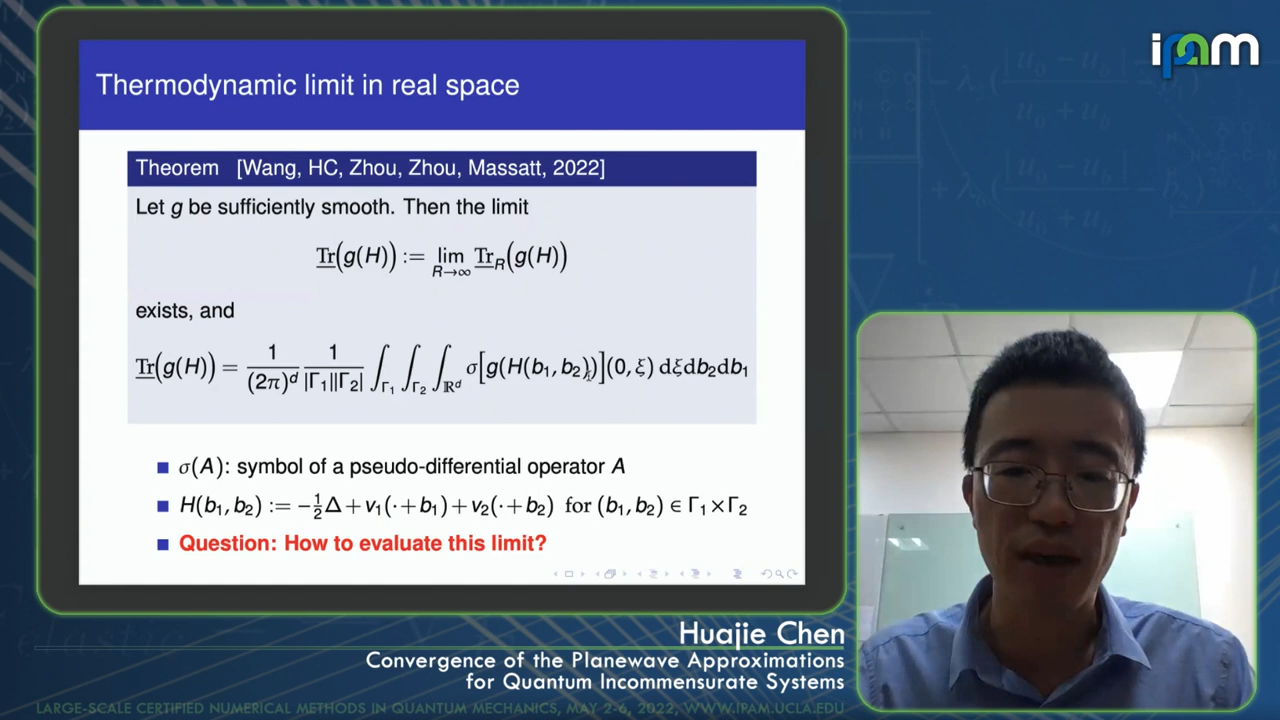 Thermodynamic limit in real space
ipam
Theorem [Wang, HC, Zhou, Zhou, Massatt, 2022]
Let g be sufficiently smooth. Then the limit
Tr(g(H)) := lim_{R→∞} Tr_R(g(H))
exists, and
Tr(g(H)) = 1/(2π)^d 1/|Γ₁||Γ₂| ∫_{Γ₁} ∫_{Γ₂} ∫_{ℝ^d} σ[g(H(b₁,b₂))](0,ξ) dξdb₂db₁
σ(A): symbol of a pseudo-differential operator A
H(b₁,b₂) := −½Δ + v₁(·+b₁) + v₂(·+b₂) for (b₁,b₂) ∈ Γ₁×Γ₂
Question: How to evaluate this limit?
Huajie Chen
Convergence of the Planewave Approximations
for Quantum Incommensurate Systems
LARGE-SCALE CERTIFIED NUMERICAL METHODS IN QUANTUM MECHANICS, MAY 2-6, 2022, WWW.IPAM.UCLA.EDU